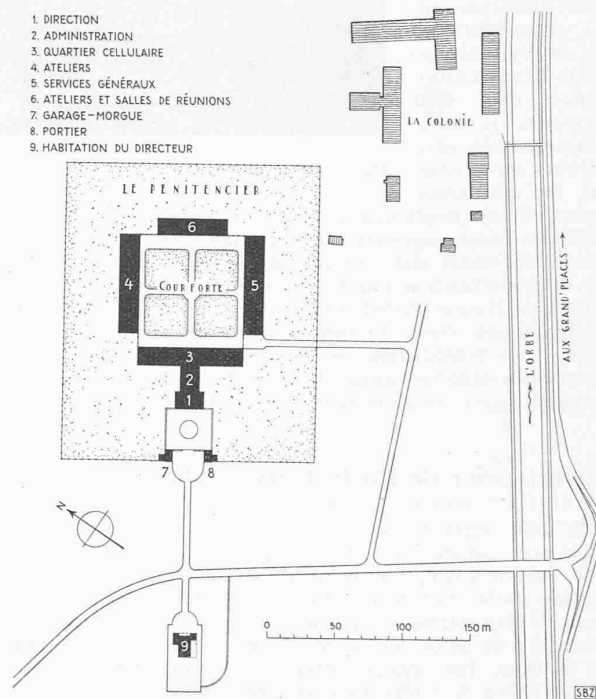 1. DIRECTION
2. ADMINISTRATION
3. QUARTIER CELLULAIRE
4. ATELIERS
5. SERVICES GÉNÉRAUX
6. ATELIERS ET SALLES DE RÉUNIONS
7. GARAGE-MORGUE
8. PORTIER
9. HABITATION DU DIRECTEUR
LA COLONIE
LE PENITENCIER
6
4
COUR FORTE
5
3
2
1
7
8
L'ORBE
AUX GRAND'PLACES
N
9
0 50 100 150 m
SBZ